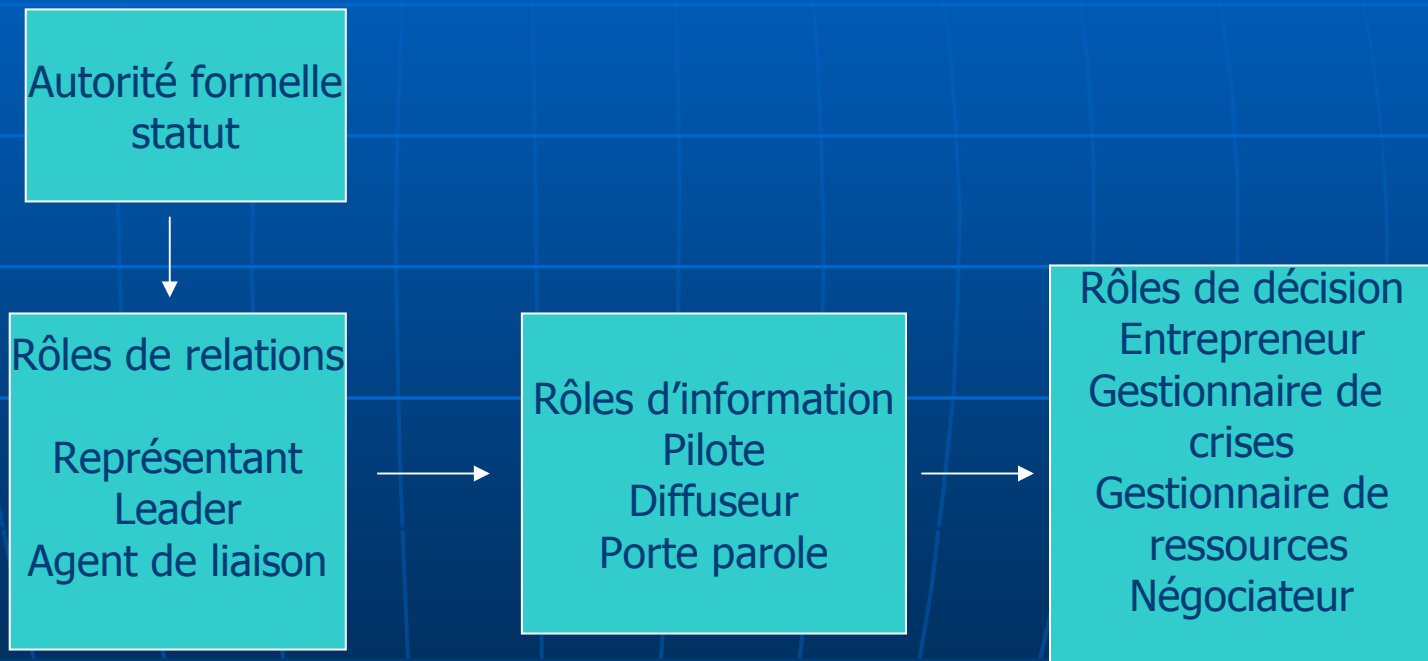 Autorité formelle
statut
Rôles de relations
Représentant
Leader
Agent de liaison
Rôles d’information
Pilote
Diffuseur
Porte parole
Rôles de décision
Entrepreneur
Gestionnaire de
crises
Gestionnaire de
ressources
Négociateur